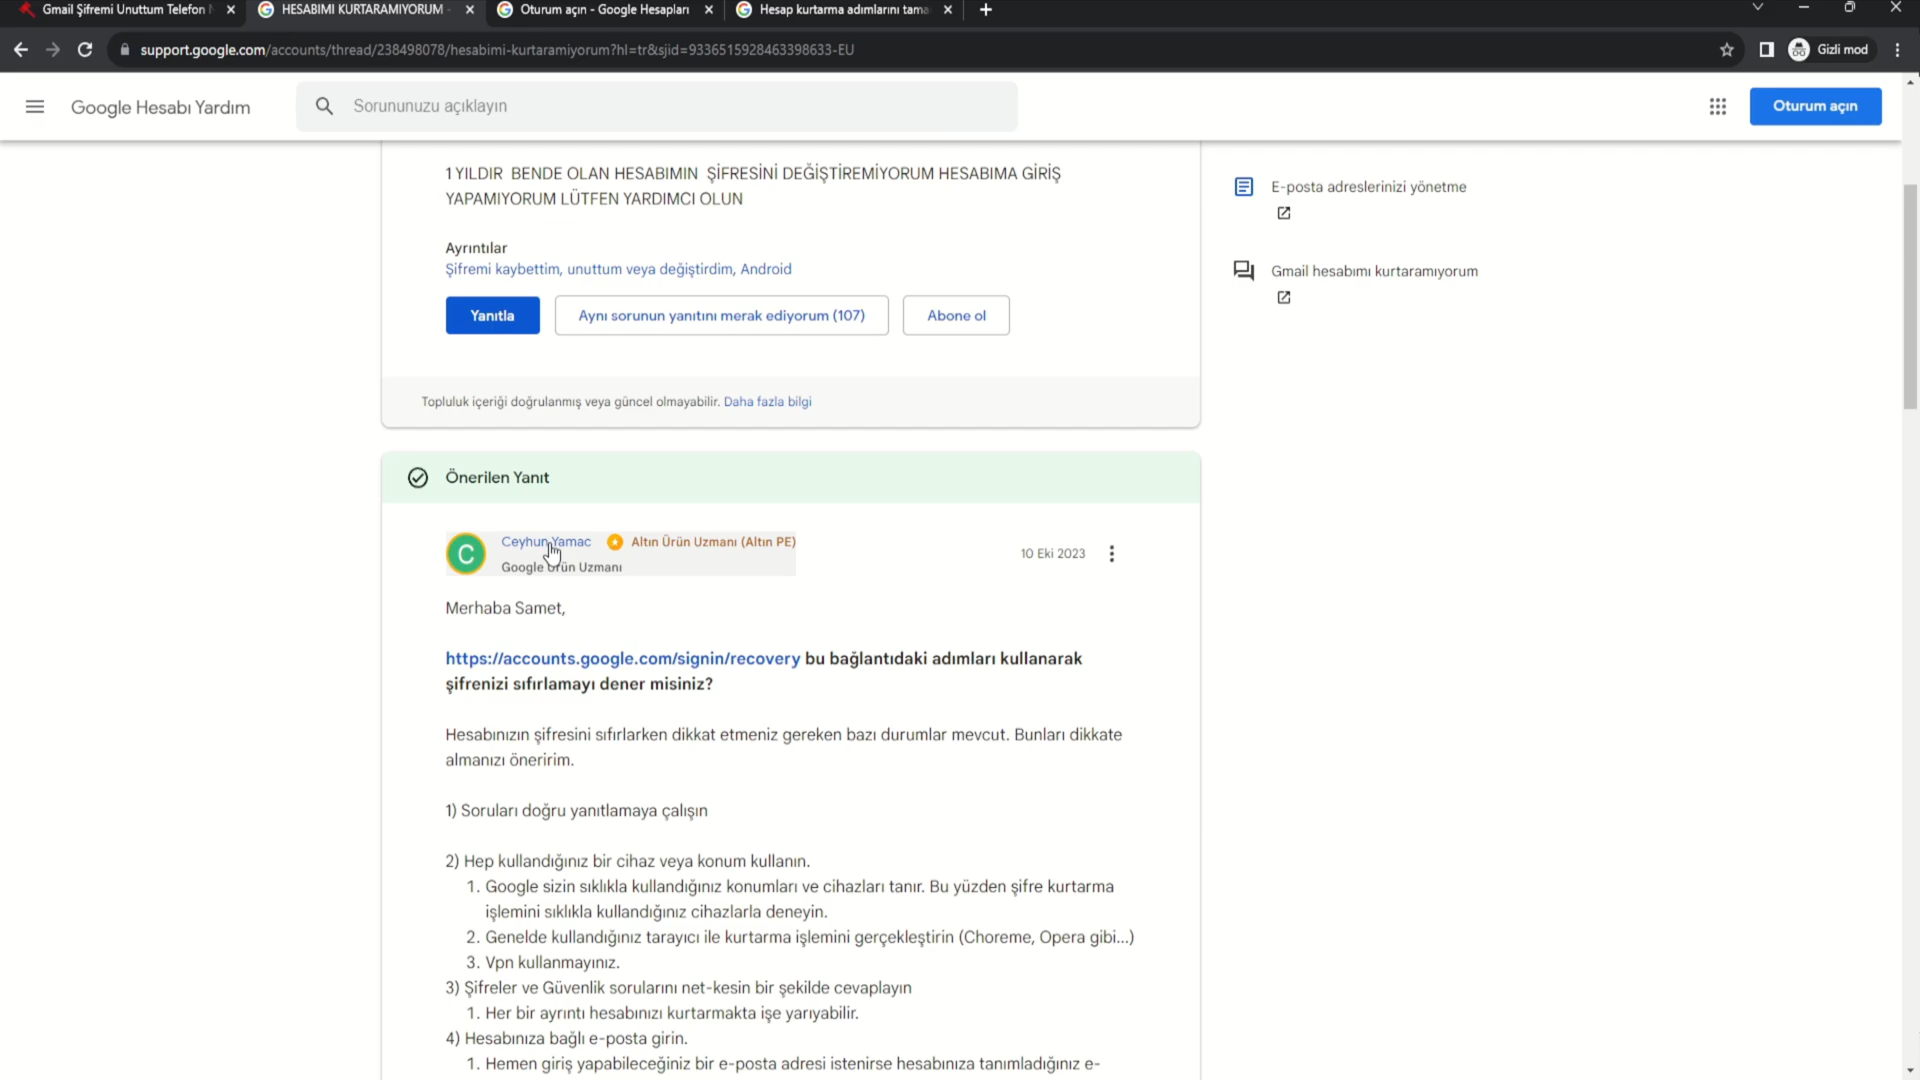 Gmail Şifremi Unuttum Telefon
HESABIMI KURTARAMIYORUM -
Oturum açın - Google Hesapları
Hesap kurtarma adımlarını tama
support.google.com/accounts/thread/238498078/hesabimi-kurtaramiyorum?hl=tr&sjid=9336515928463398633-EU
Gizli mod
Google Hesabı Yardım
Sorununuzu açıklayın
Oturum açın
1 YILDIR BENDE OLAN HESABIMIN ŞİFRESİNİ DEĞİŞTİREMİYORUM HESABIMA GİRİŞ
YAPAMIYORUM LÜTFEN YARDIMCI OLUN
Ayrıntılar
Şifremi kaybettim, unuttum veya değiştirdim, Android
Yanıtla
Aynı sorunun yanıtını merak ediyorum (107)
Abone ol
Topluluk içeriği doğrulanmış veya güncel olmayabilir. Daha fazla bilgi
E-posta adreslerinizi yönetme
Gmail hesabımı kurtaramıyorum
Önerilen Yanıt
C
Ceyhun Yamac
Altın Ürün Uzmanı (Altın PE)
Google Ürün Uzmanı
10 Eki 2023
Merhaba Samet,
https://accounts.google.com/signin/recovery bu bağlantıdaki adımları kullanarak
şifrenizi sıfırlamayı dener misiniz?
Hesabınızın şifresini sıfırlarken dikkat etmeniz gereken bazı durumlar mevcut. Bunları dikkate
almanızı öneririm.
1) Soruları doğru yanıtlamaya çalışın
2) Hep kullandığınız bir cihaz veya konum kullanın.
1. Google sizin sıklıkla kullandığınız konumları ve cihazları tanır. Bu yüzden şifre kurtarma
işlemini sıklıkla kullandığınız cihazlarla deneyin.
2. Genelde kullandığınız tarayıcı ile kurtarma işlemini gerçekleştirin (Choreme, Opera gibi...)
3. Vpn kullanmayınız.
3) Şifreler ve Güvenlik sorularını net-kesin bir şekilde cevaplayın
1. Her bir ayrıntı hesabınızı kurtarmakta işe yarıyabilir.
4) Hesabınıza bağlı e-posta girin.
1. Hemen giriş yapabileceğiniz bir e-posta adresi istenirse hesabınıza tanımladığınız e-